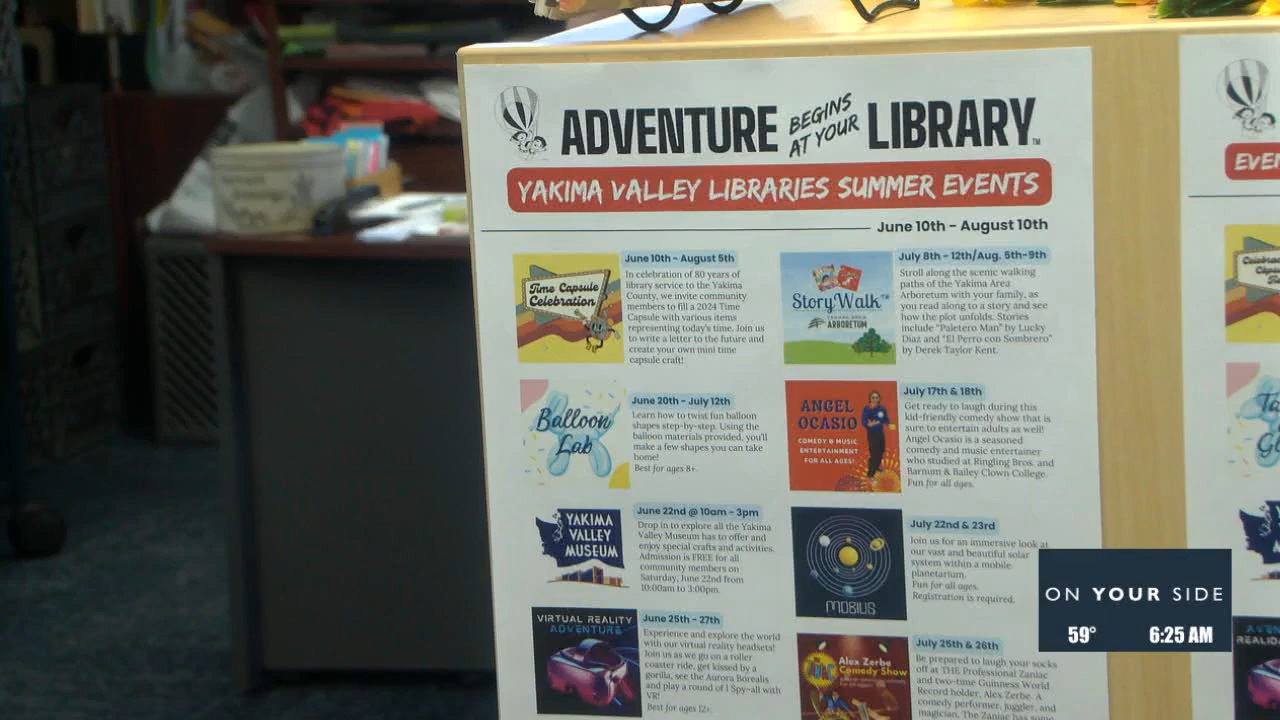 ADVENTURE BEGINS AT YOUR LIBRARY™
YAKIMA VALLEY LIBRARIES SUMMER EVENTS
June 10th - August 10th
Time Capsule
Celebration
June 10th - August 5th
In celebration of 80 years of
library service to the Yakima
County, we invite community
members to fill a 2024 Time
Capsule with various items
representing today's time. Join us
to write a letter to the future and
create your own mini time
capsule craft!
Balloon
Lab
June 20th - July 12th
Learn how to twist fun balloon
shapes step-by-step. Using the
balloon materials provided, you'll
make a few shapes you can take
home!
Best for ages 8+.
YAKIMA
VALLEY
MUSEUM
June 22nd @ 10am - 3pm
Drop in to explore all the Yakima
Valley Museum has to offer and
enjoy special crafts and activities.
Admission is FREE for all
community members on
Saturday, June 22nd from
10:00am to 3:00pm.
VIRTUAL REALITY
ADVENTURE
June 25th - 27th
Experience and explore the world
with our virtual reality headsets!
Join us as we go on a roller
coaster ride, get kissed by a
gorilla, see the Aurora Borealis
and play a round of I Spy-all with
VR!
Best for ages 12+.
StoryWalk™
YAKIMA AREA
ARBORETUM
July 8th - 12th/Aug. 5th-9th
Stroll along the scenic walking
paths of the Yakima Area
Arboretum with your family, as
you read along to a story and see
how the plot unfolds. Stories
include "Paletero Man" by Lucky
Diaz and "El Perro con Sombrero"
by Derek Taylor Kent.
ANGEL
OCASIO
COMEDY & MUSIC
ENTERTAINMENT
FOR ALL AGES!
July 17th & 18th
Get ready to laugh during this
kid-friendly comedy show that is
sure to entertain adults as well!
Angel Ocasio is a seasoned
comedy and music entertainer
who studied at Ringling Bros. and
Barnum & Bailey Clown College.
Fun for all ages.
MOBIUS
July 22nd & 23rd
Join us for an immersive look at
our vast and beautiful solar
system within a mobile
planetarium.
Fun for all ages.
Registration is required.
Alex Zerbe
Comedy Show
July 25th & 26th
Be prepared to laugh your socks
off at THE Professional Zaniac
and two-time Guinness World
Record holder, Alex Zerbe. A
comedy performer, juggler, and
magician, The Zaniac has some
ON YOUR SIDE
59° 6:25 AM